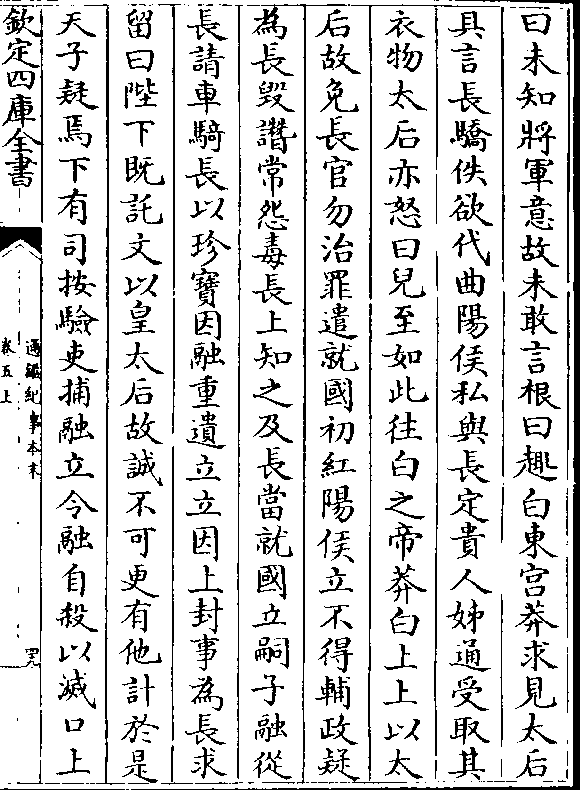 曰未知將軍意故未敢言根曰趣白東宫莽求見太后
具言長驕佚欲代曲陽侯私與長定貴人姊通受取其
衣物太后亦怒曰兒至如此往白之帝莽白上上以太
后故免長官勿治罪遣就國初紅陽侯立不得輔政疑
為長毀譖常怨毒長上知之及長當就國立嗣子融從
長請車騎長以珍寶因融重遺立立因上封事為長求
留曰陛下既託文以皇太后故誠不可更有他計於是
天子疑焉下有司按驗吏捕融立令融自殺以滅口上
欽定四庫全書
通鑑紀事本末
卷五上
四九